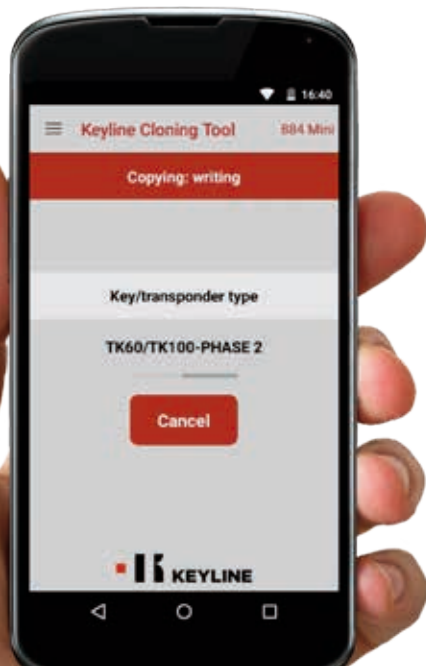 16:40
Keyline Cloning Tool 884 Mini
Copying: writing
Key/transponder type
TK60/TK100-PHASE 2
Cancel
KEYLINE